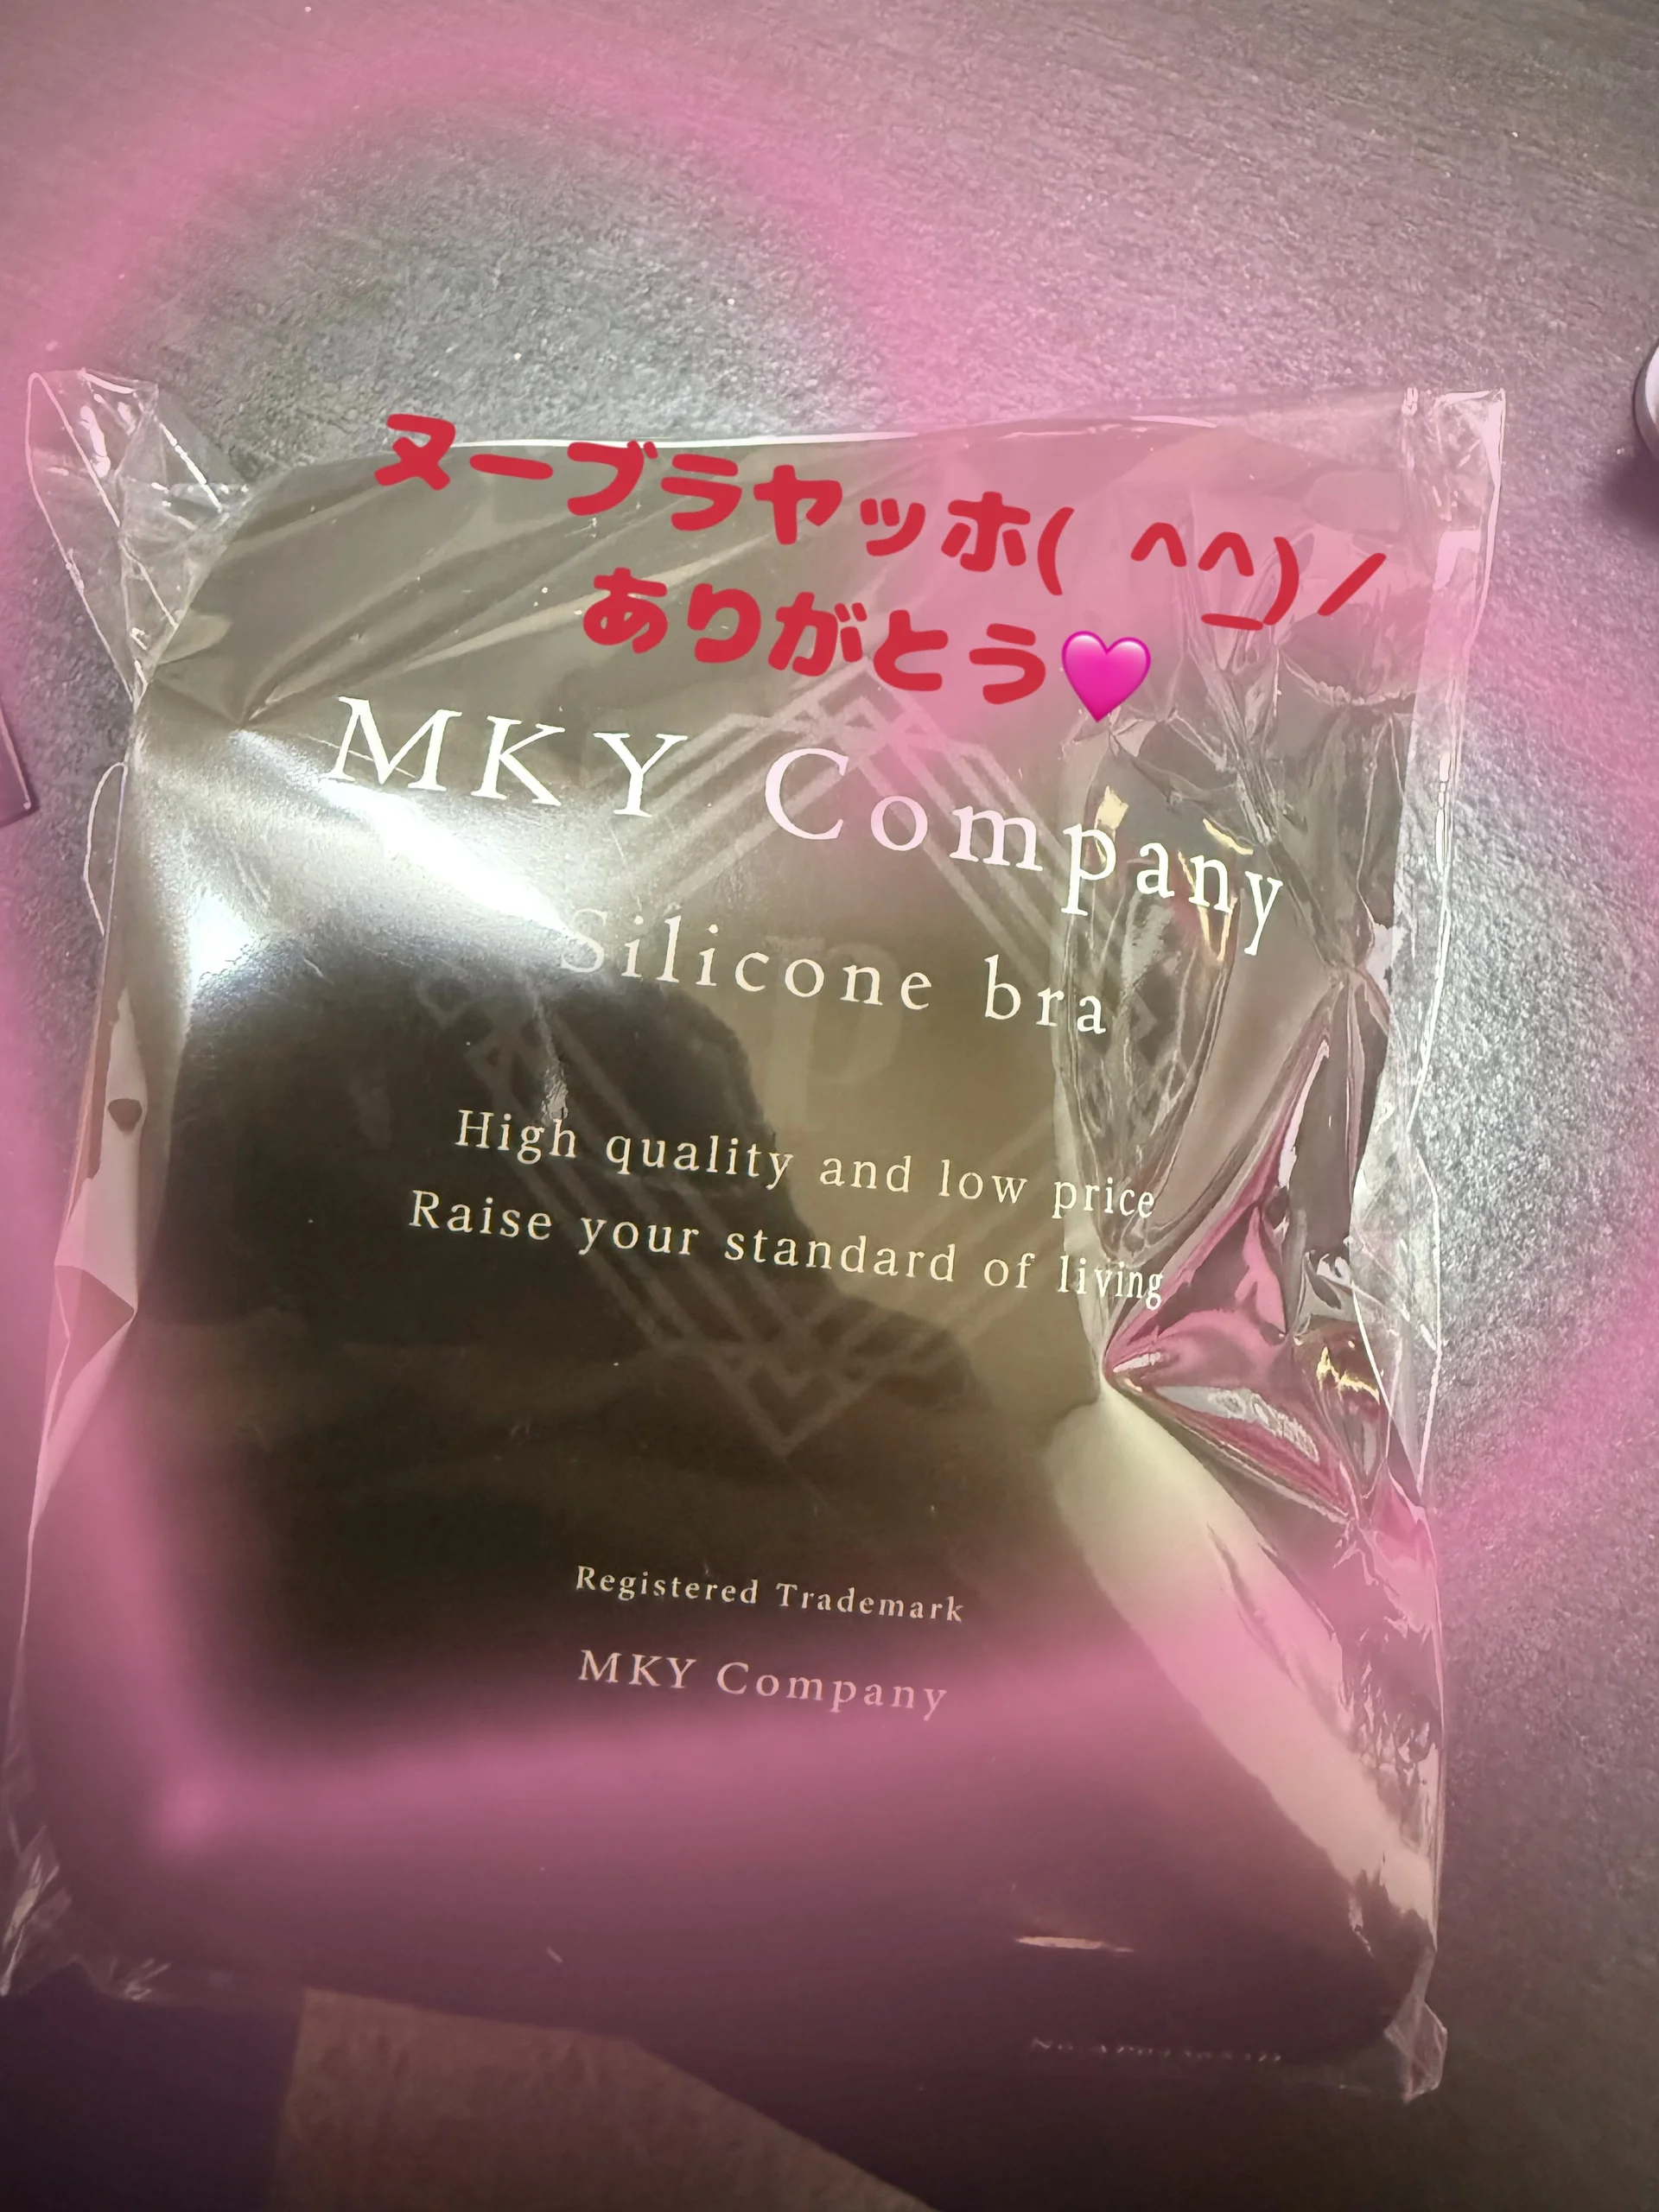 ヌーブラヤッホ( ^^)/
ありがとう🩷
MKY Company
Silicone bra
High quality and low price
Raise your standard of living
Registered Trademark
MKY Company